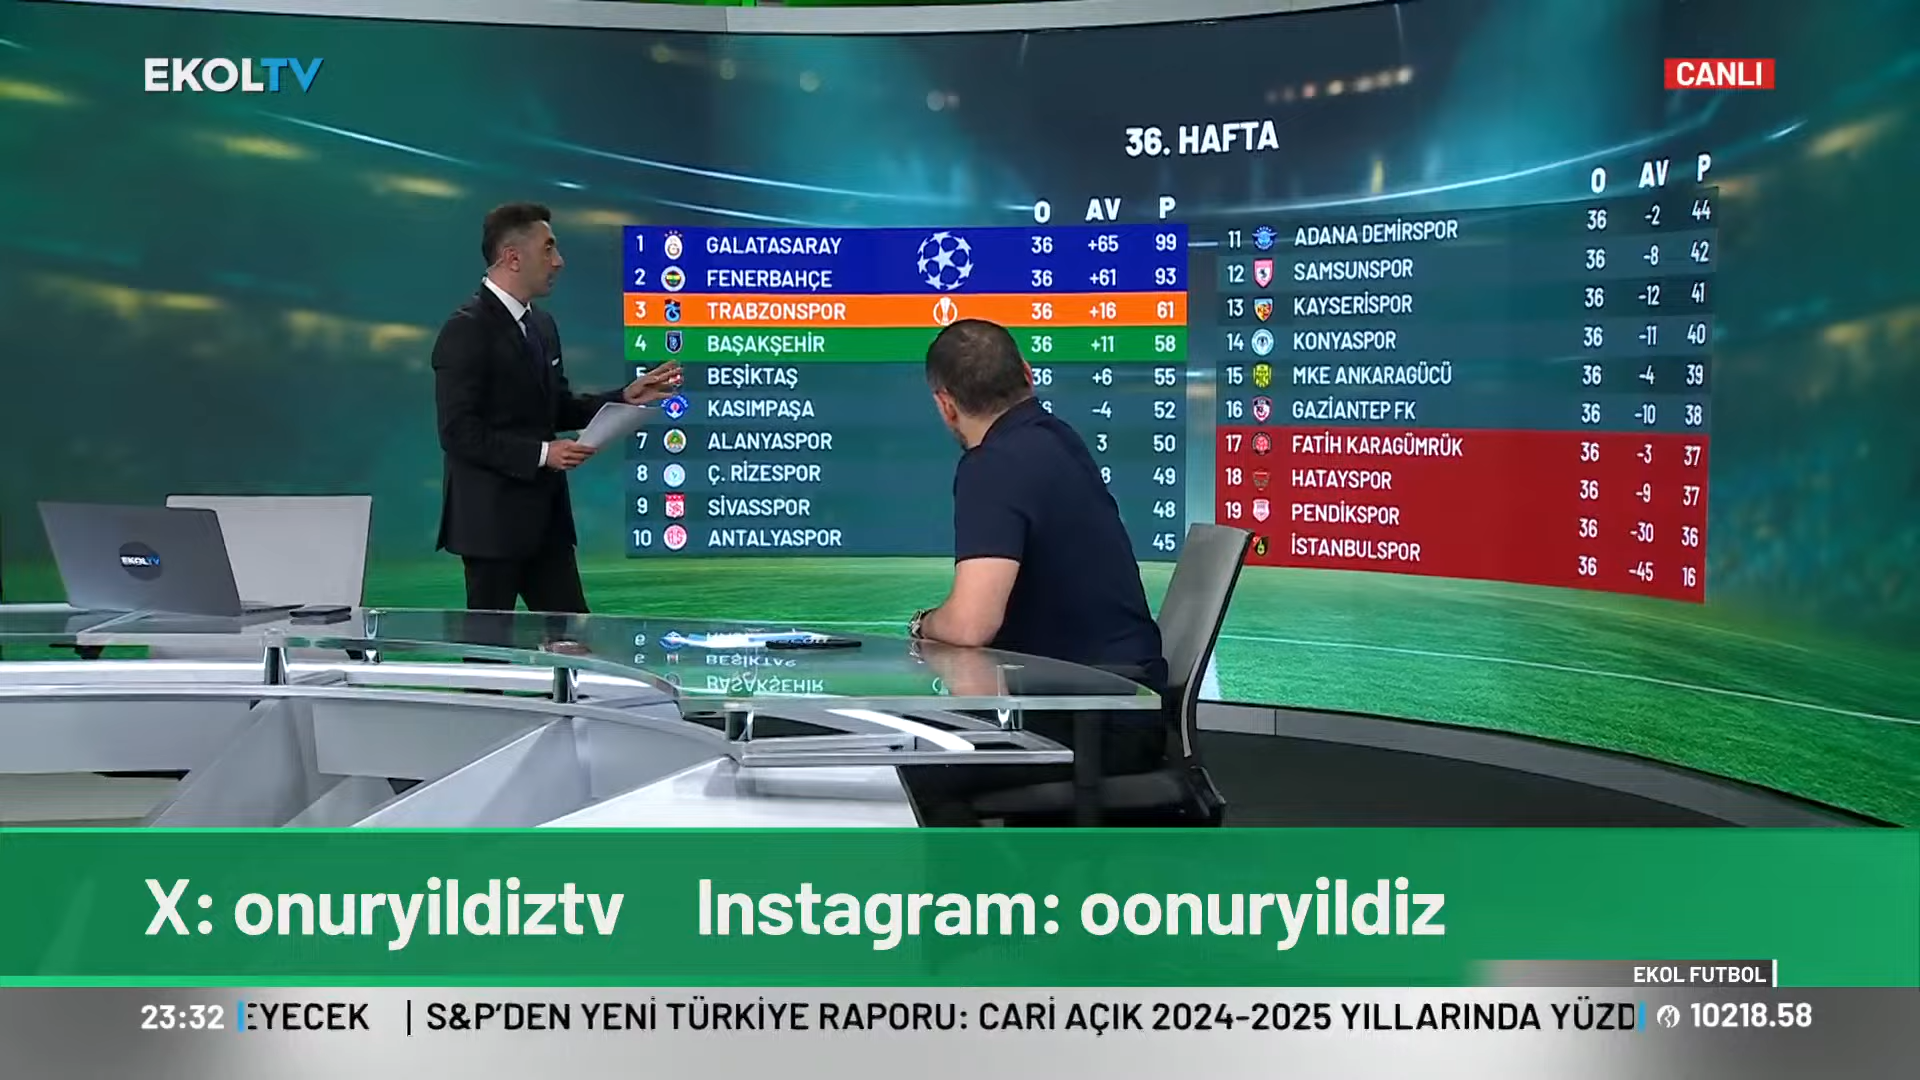 EKOLTV
CANLI
36. HAFTA
O AV P
1 GALATASARAY 36 +65 99
2 FENERBAHÇE 36 +61 93
3 TRABZONSPOR 36 +16 61
4 BAŞAKŞEHİR 36 +11 58
BEŞİKTAŞ 36 +6 55
KASIMPAŞA -4 52
7 ALANYASPOR 3 50
8 Ç. RİZESPOR 8 49
9 SİVASSPOR 48
10 ANTALYASPOR 45
O AV P
11 ADANA DEMİRSPOR 36 -2 44
12 SAMSUNSPOR 36 -8 42
13 KAYSERİSPOR 36 -12 41
14 KONYASPOR 36 -11 40
15 MKE ANKARAGÜCÜ 36 -4 39
16 GAZİANTEP FK 36 -10 38
17 FATİH KARAGÜMRÜK 36 -3 37
18 HATAYSPOR 36 -9 37
19 PENDİKSPOR 36 -30 36
İSTANBULSPOR 36 -45 16
EKOLTV
X: onuryildiztv Instagram: oonuryildiz
EKOL FUTBOL
23:32 EYECEK | S&P'DEN YENİ TÜRKİYE RAPORU: CARİ AÇIK 2024-2025 YILLARINDA YÜZD 10218.58